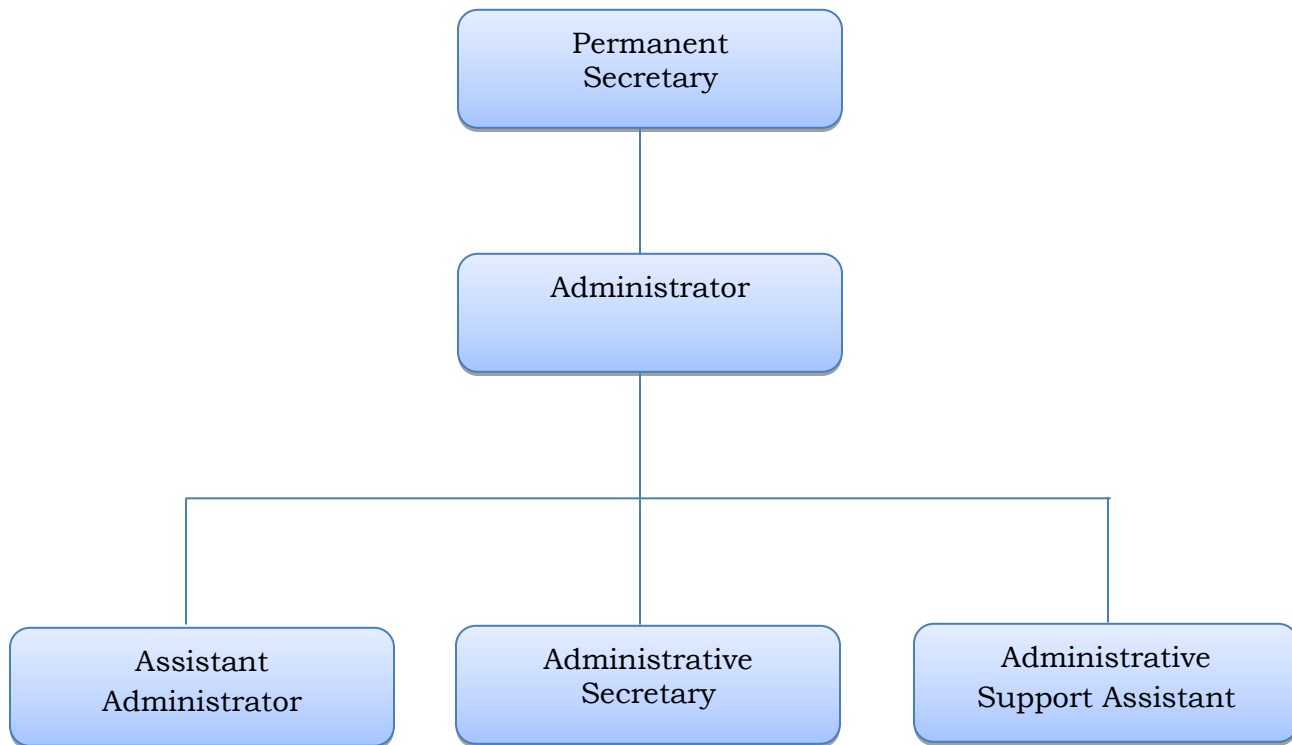 Permanent
Secretary
Administrator
Assistant
Administrator
Administrative
Secretary
Administrative
Support Assistant